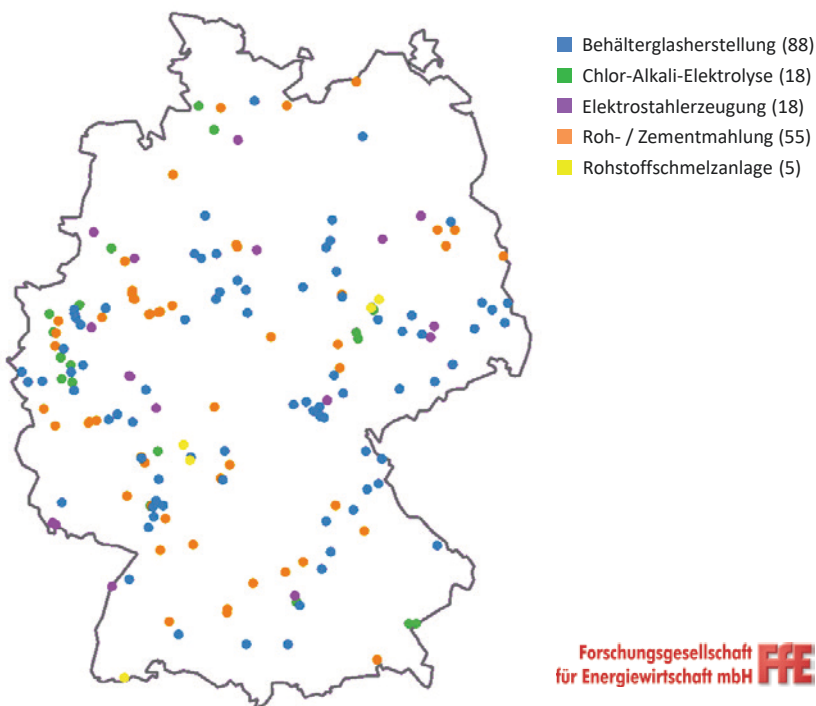 Behälterglasherstellung (88)
Chlor-Alkali-Elektrolyse (18)
Elektrostahlerzeugung (18)
Roh- / Zementmahlung (55)
Rohstoffschmelzanlage (5)
Forschungsgesellschaft
für Energiewirtschaft mbH FfE